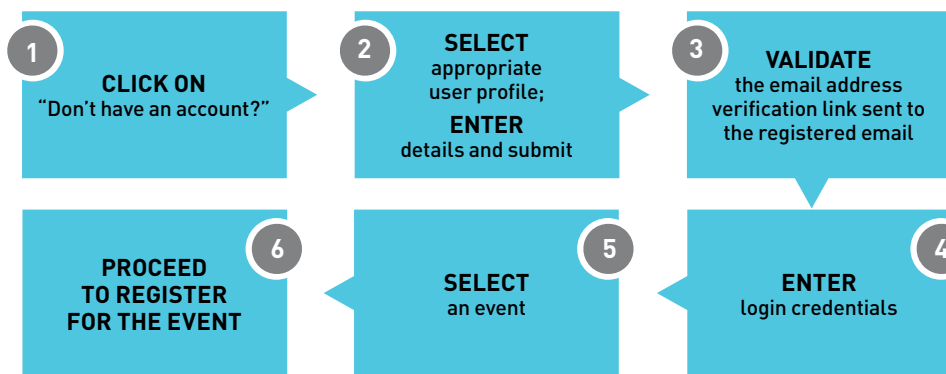 1
CLICK ON
“Don’t have an account?”
2
SELECT
appropriate
user profile;
ENTER
details and submit
3
VALIDATE
the email address
verification link sent to
the registered email
4
ENTER
login credentials
5
SELECT
an event
6
PROCEED
TO REGISTER
FOR THE EVENT